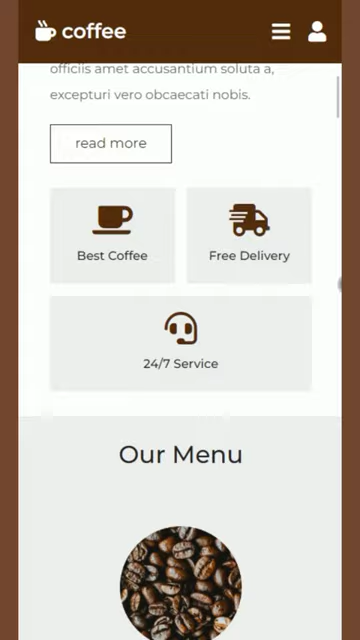 coffee
officiis amet accusantium soluta a,
excepturi vero obcaecati nobis.
read more
Best Coffee
Free Delivery
24/7 Service
Our Menu